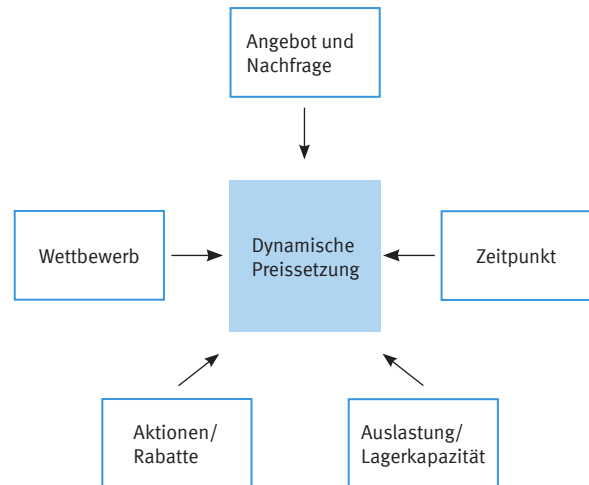 Angebot und
Nachfrage
Wettbewerb
Dynamische
Preissetzung
Zeitpunkt
Aktionen/
Rabatte
Auslastung/
Lagerkapazität